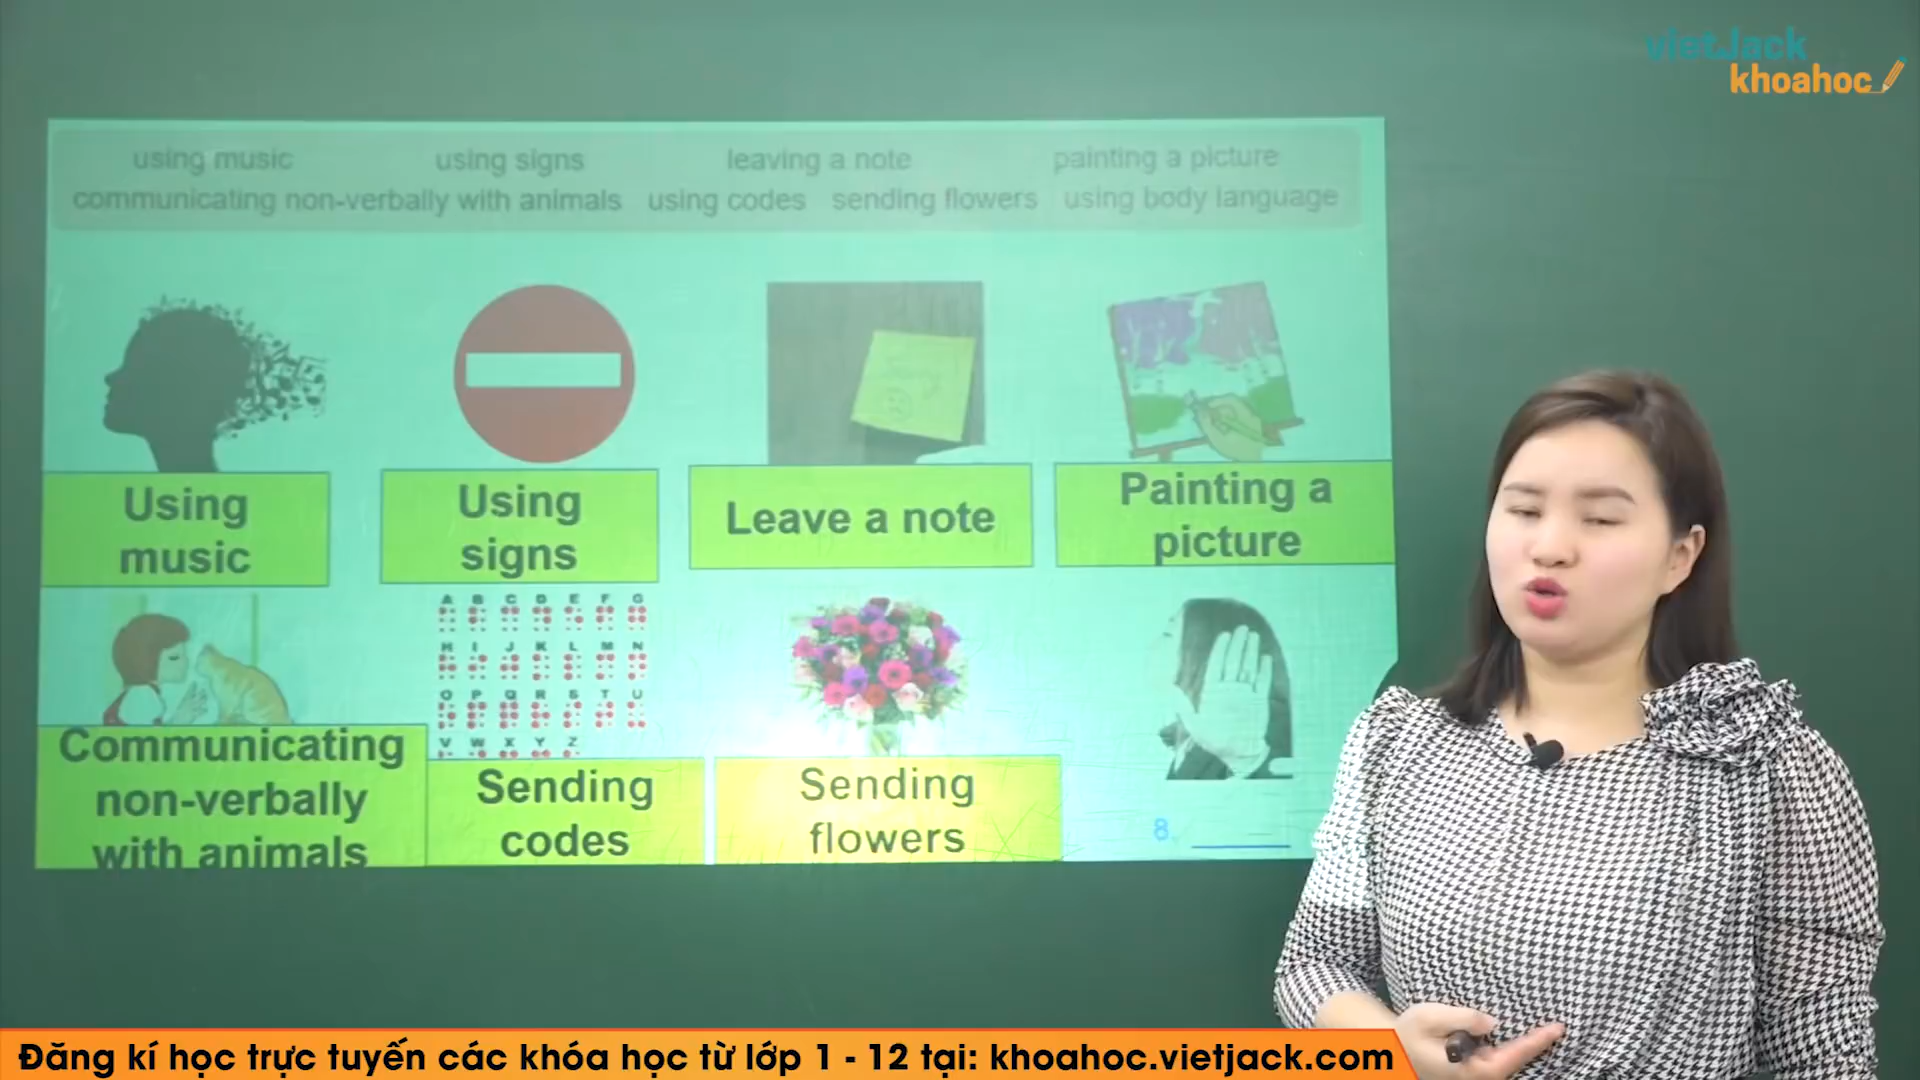 vietJack
khoahoc
using music using signs leaving a note painting a picture
communicating non-verbally with animals using codes sending flowers using body language
Using
music
Using
signs
Leave a note
Painting a
picture
A B C D E F G
H I J K L M N
O P Q R S T U
V W X Y Z
Communicating
non-verbally
with animals
Sending
codes
Sending
flowers
8.
Đăng kí học trực tuyến các khóa học từ lớp 1 - 12 tại: khoahoc.vietjack.com